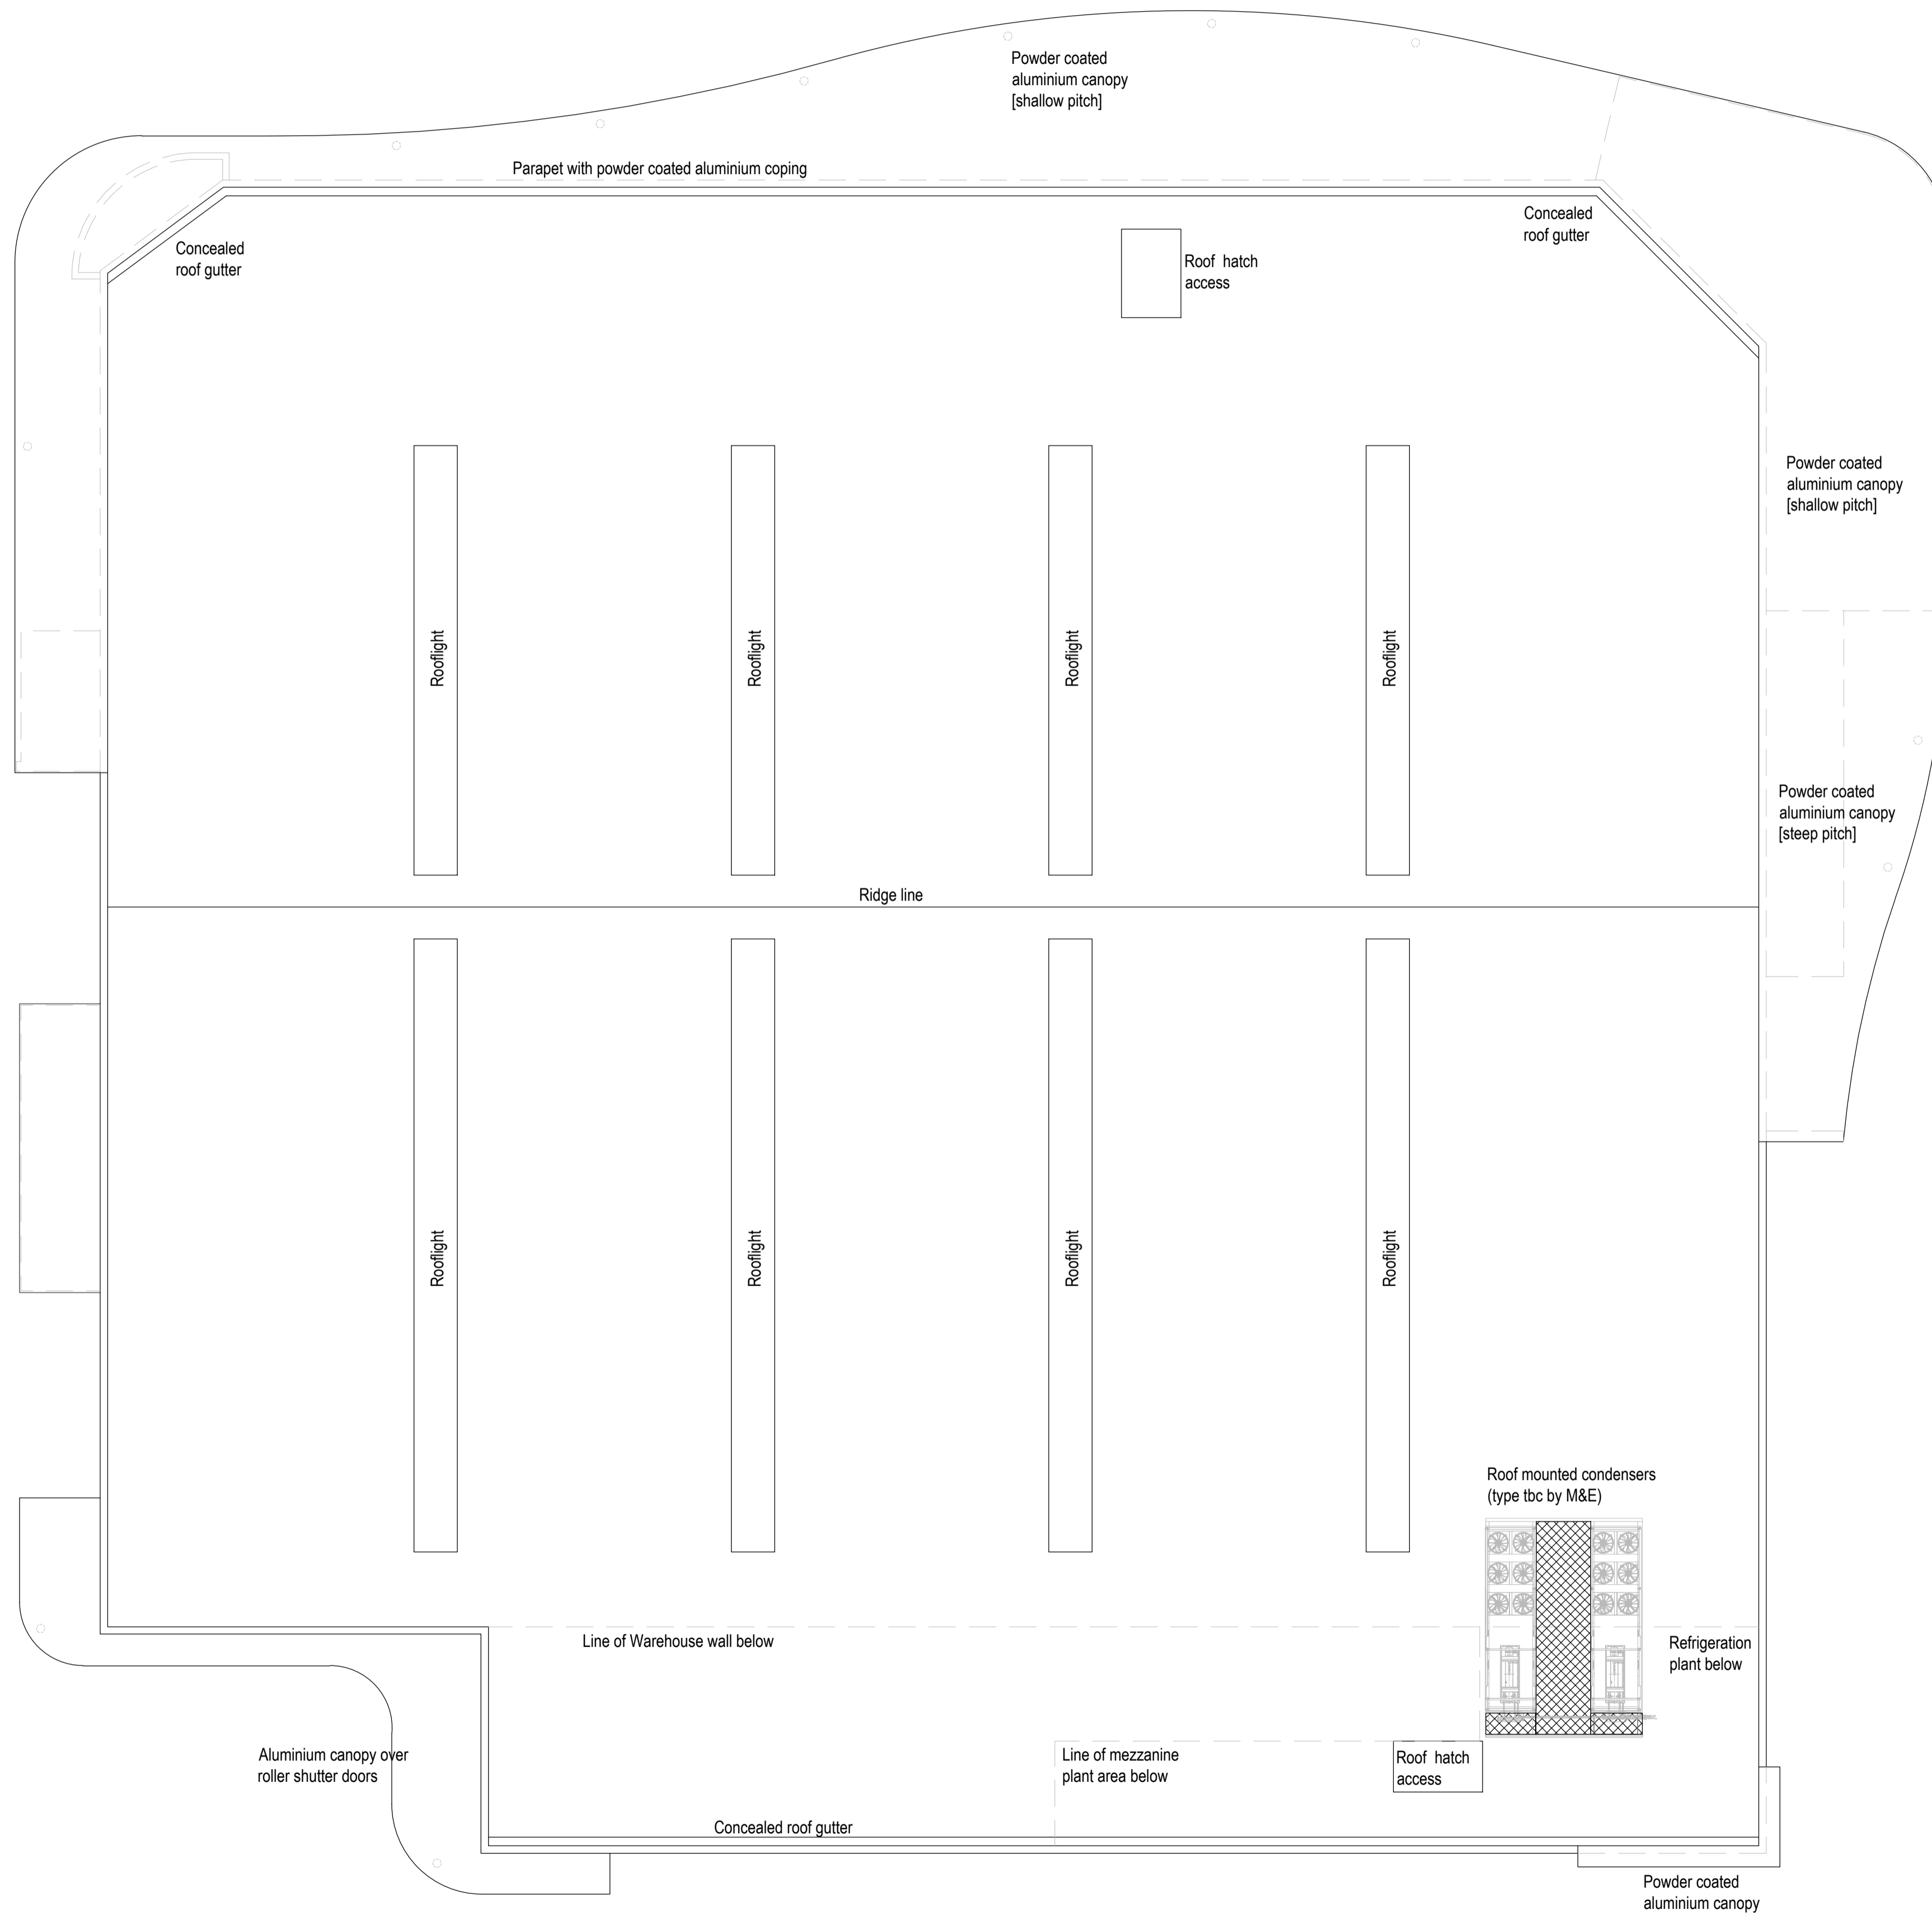 Powder coated
aluminium canopy
[shallow pitch]
Parapet with powder coated aluminium coping
Concealed
roof gutter
Concealed
roof gutter
Roof hatch
access
Powder coated
aluminium canopy
[shallow pitch]
Rooflight
Rooflight
Rooflight
Rooflight
Powder coated
aluminium canopy
[steep pitch]
Ridge line
Rooflight
Rooflight
Rooflight
Rooflight
Roof mounted condensers
(type tbc by M&E)
Line of Warehouse wall below
Refrigeration
plant below
Aluminium canopy over
roller shutter doors
Line of mezzanine
plant area below
Roof hatch
access
Concealed roof gutter
Powder coated
aluminium canopy